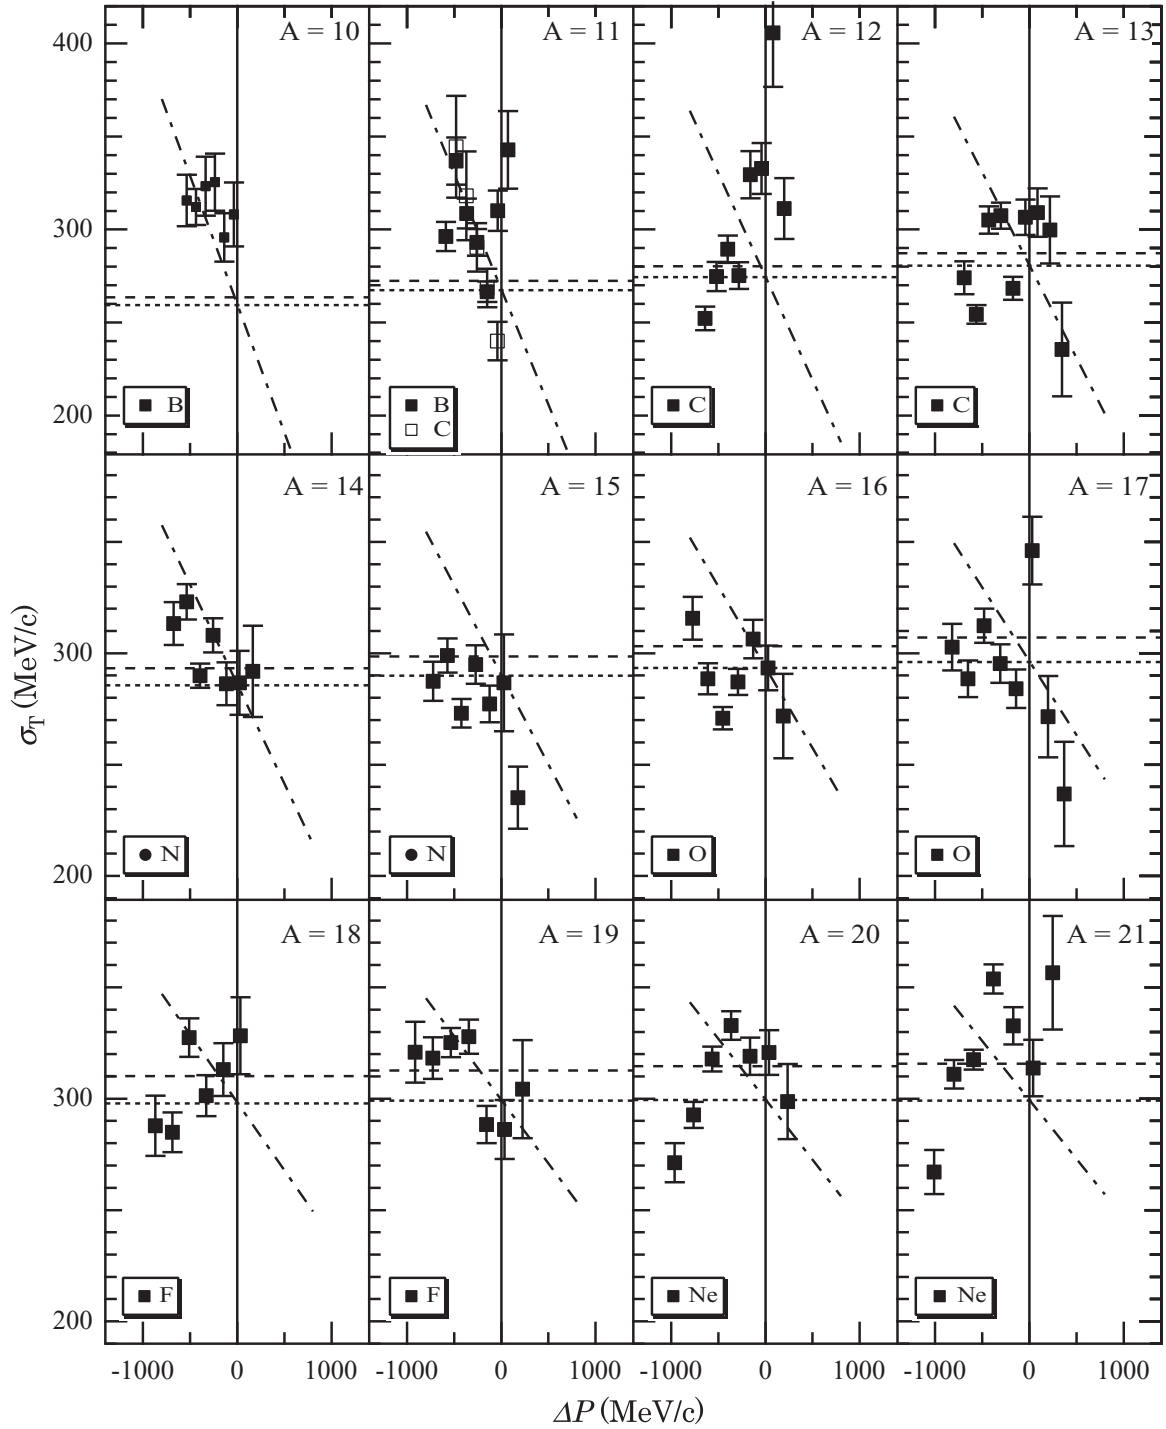 A = 10 A = 11 A = 12 A = 13
400
300
200
B B C C
C
A = 14 A = 15 A = 16 A = 17
300
200
N N O O
σT (MeV/c)
A = 18 A = 19 A = 20 A = 21
300
200
F F Ne Ne
-1000 0 1000 -1000 0 1000 -1000 0 1000 -1000 0 1000
ΔP (MeV/c)